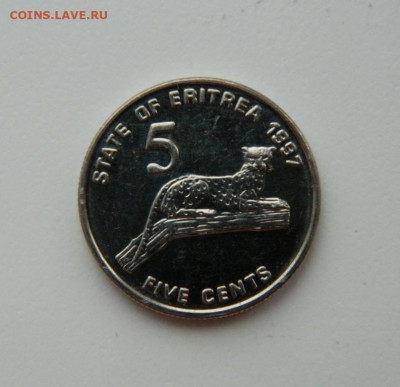 COINS.LAVE.RU
STATE OF ERITREA 1997
5
FIVE CENTS